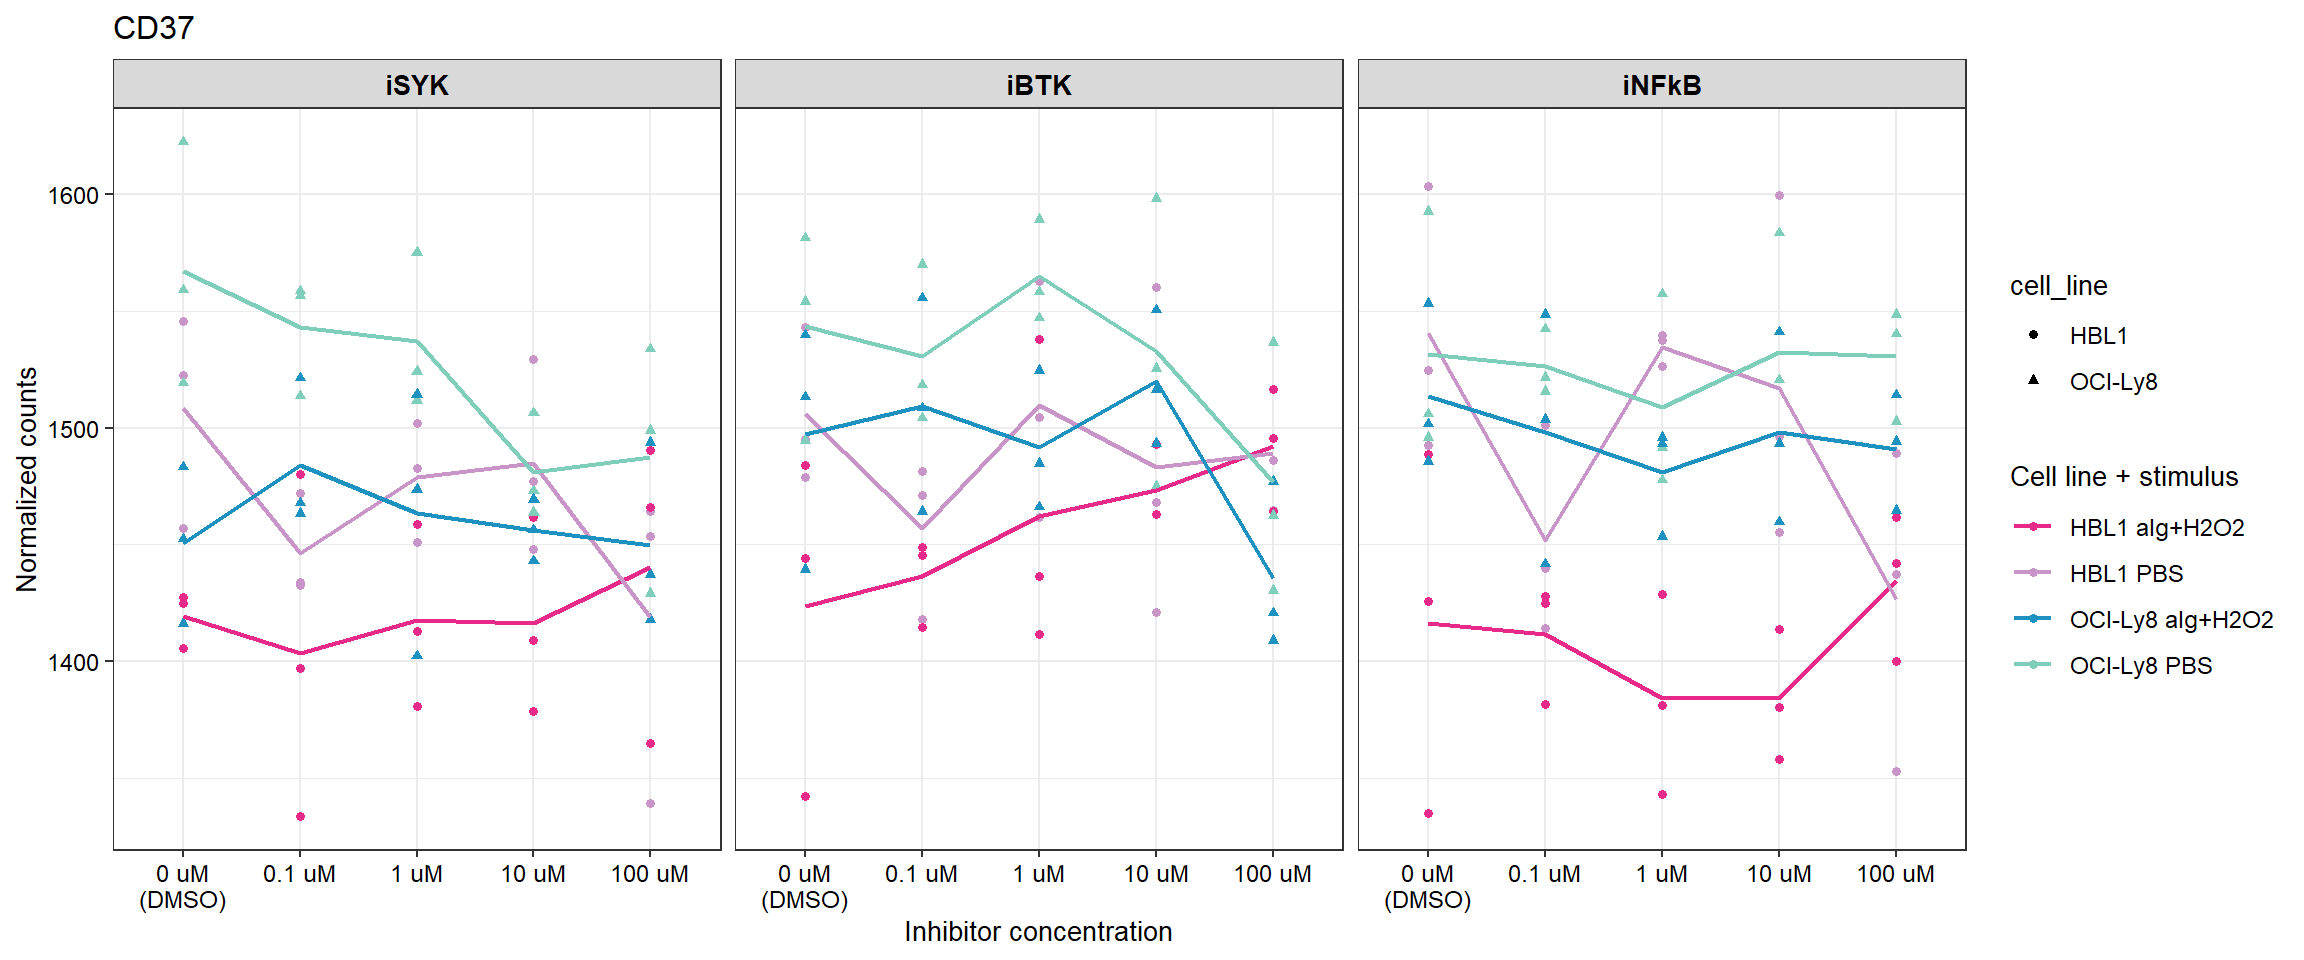 CD37
iSYK
iBTK
iNFkB
Normalized counts
1600
1500
1400
0 uM
(DMSO)
0.1 uM
1 uM
10 uM
100 uM
0 uM
(DMSO)
0.1 uM
1 uM
10 uM
100 uM
0 uM
(DMSO)
0.1 uM
1 uM
10 uM
100 uM
Inhibitor concentration
cell_line
HBL1
OCI-Ly8
Cell line + stimulus
HBL1 aIg+H2O2
HBL1 PBS
OCI-Ly8 aIg+H2O2
OCI-Ly8 PBS